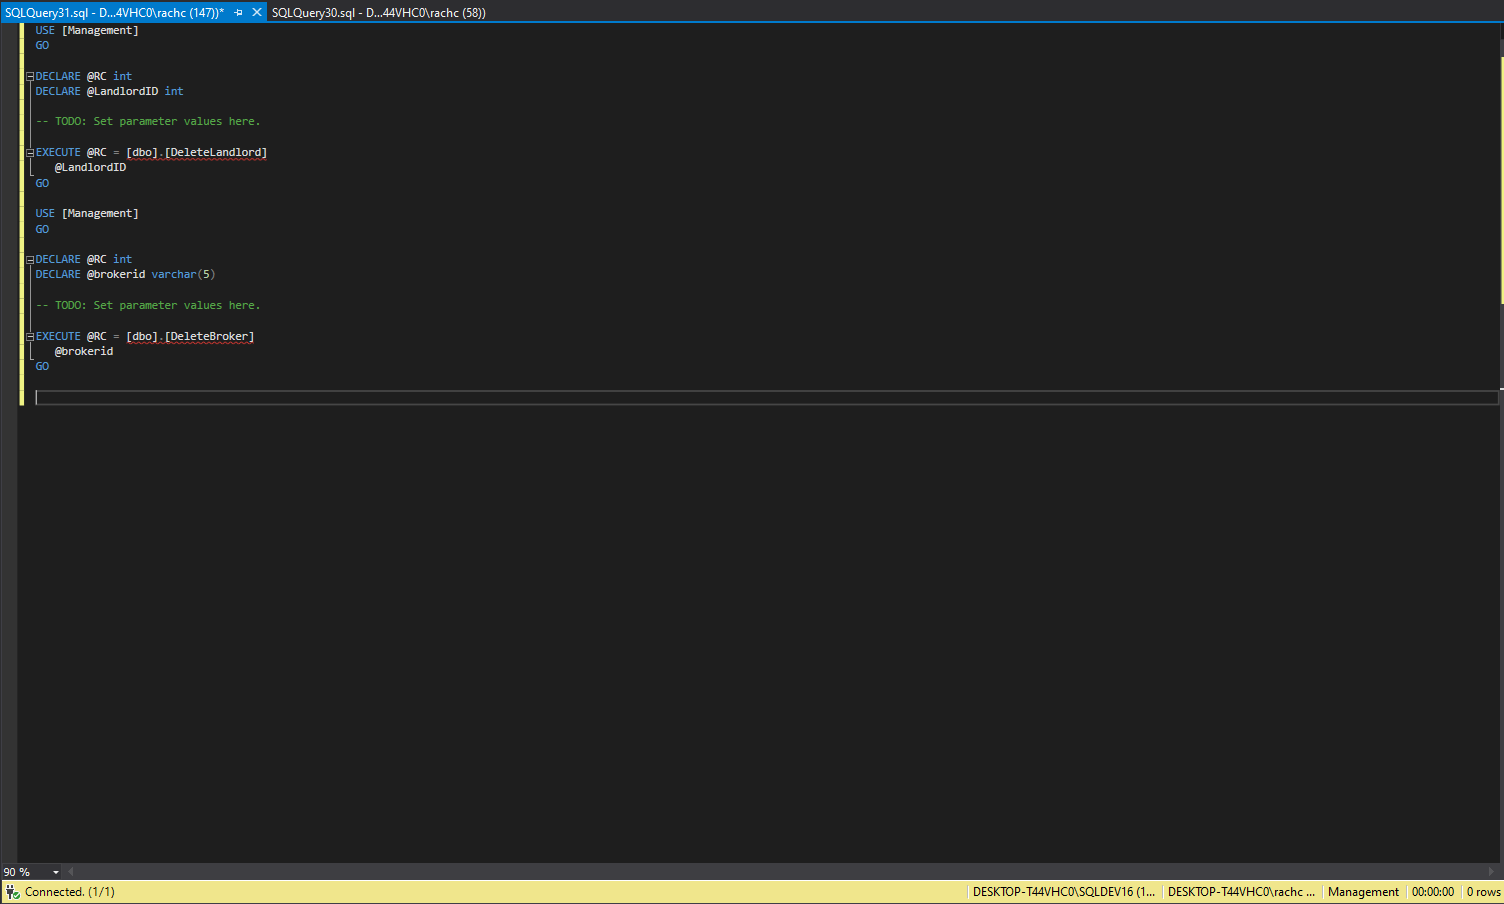 SQLQuery31.sql - D...4VHC0\rachc (147))*
SQLQuery30.sql - D...44VHC0\rachc (58))
USE [Management]
GO
DECLARE @RC int
DECLARE @LandlordID int
-- TODO: Set parameter values here.
EXECUTE @RC = [dbo].[DeleteLandlord]
@LandlordID
GO
USE [Management]
GO
DECLARE @RC int
DECLARE @brokerid varchar(5)
-- TODO: Set parameter values here.
EXECUTE @RC = [dbo].[DeleteBroker]
@brokerid
GO
90 %
Connected. (1/1)
DESKTOP-T44VHC0\SQLDEV16 (1...
DESKTOP-T44VHC0\rachc ...
Management
00:00:00
0 rows